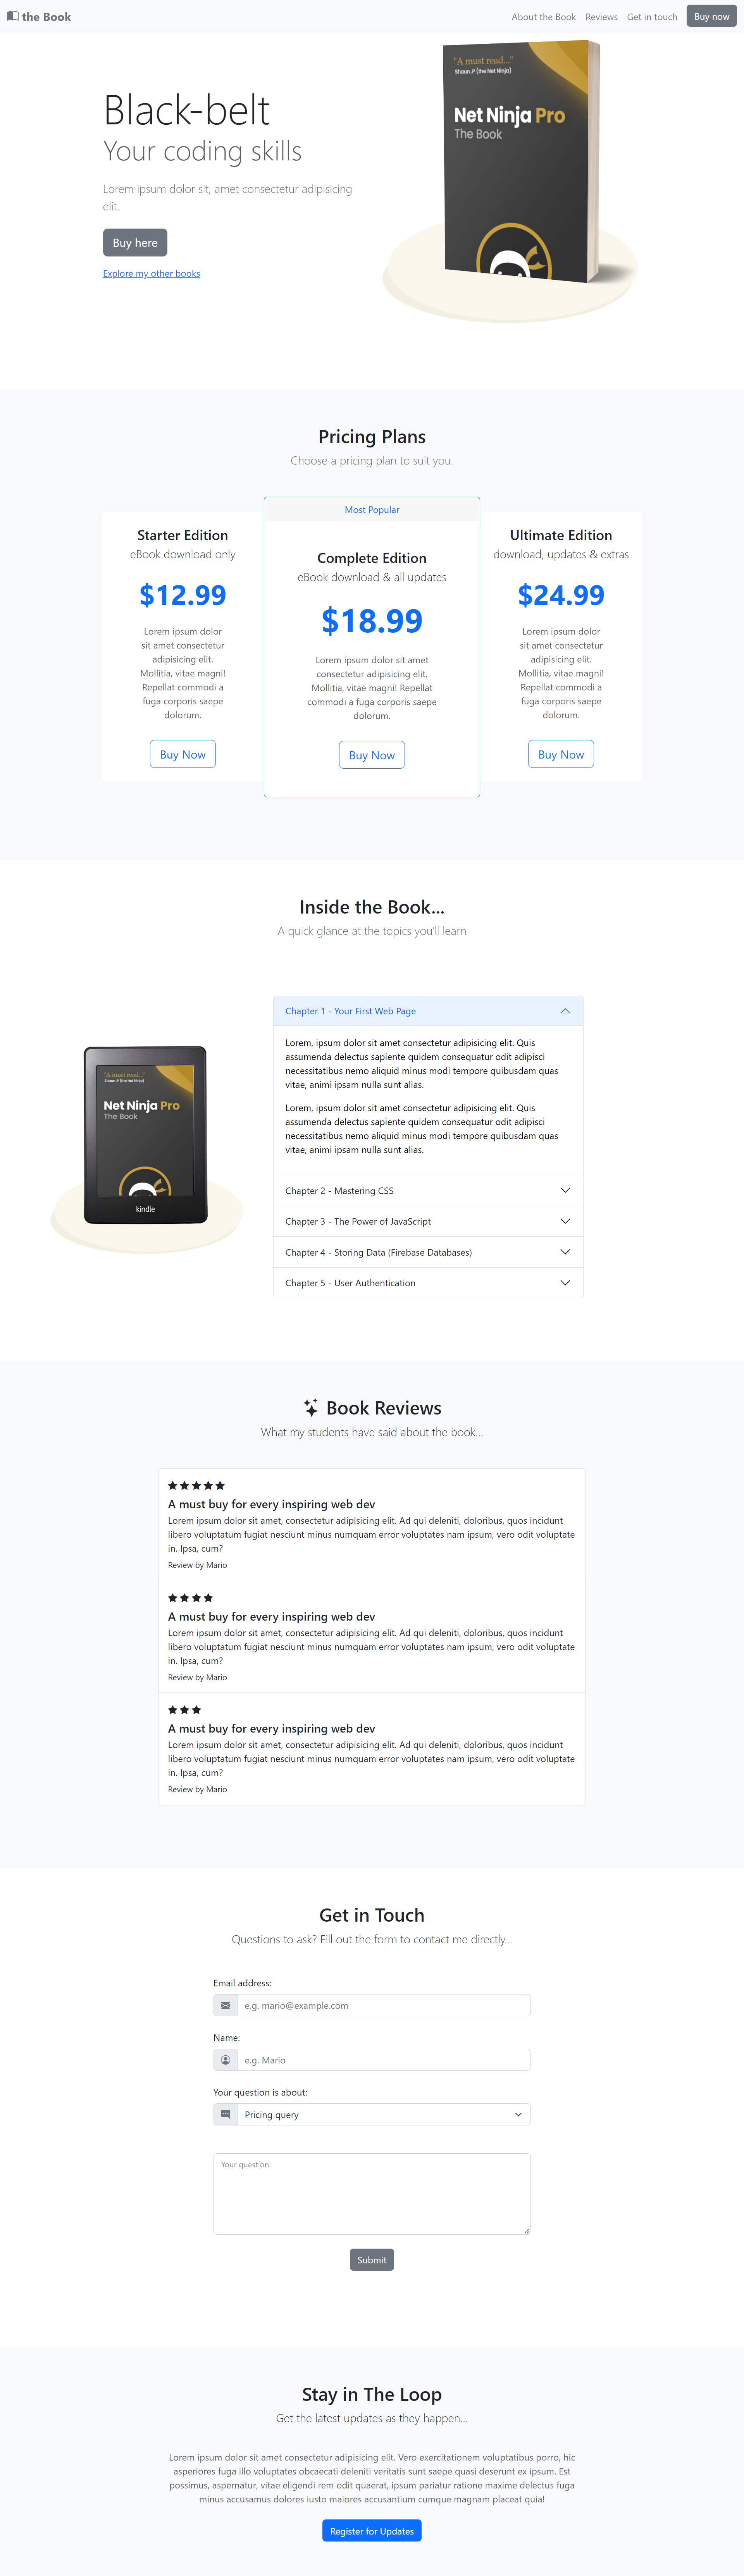 the Book
About the Book
Reviews
Get in touch
Buy now
Black-belt
Your coding skills
Lorem ipsum dolor sit, amet consectetur adipisicing
elit.
Buy here
Explore my other books
"A must read..."
Shaun .P (the Net Ninja)
Net Ninja Pro
The Book
Pricing Plans
Choose a pricing plan to suit you.
Starter Edition
eBook download only
$12.99
Lorem ipsum dolor
sit amet consectetur
adipisicing elit.
Mollitia, vitae magni!
Repellat commodi a
fuga corporis saepe
dolorum.
Buy Now
Most Popular
Complete Edition
eBook download & all updates
$18.99
Lorem ipsum dolor sit amet
consectetur adipisicing elit.
Mollitia, vitae magni! Repellat
commodi a fuga corporis saepe
dolorum.
Buy Now
Ultimate Edition
download, updates & extras
$24.99
Lorem ipsum dolor
sit amet consectetur
adipisicing elit.
Mollitia, vitae magni!
Repellat commodi a
fuga corporis saepe
dolorum.
Buy Now
Inside the Book...
A quick glance at the topics you'll learn
"A must read..."
Shaun .P (the Net Ninja)
Net Ninja Pro
The Book
kindle
Chapter 1 - Your First Web Page
Lorem, ipsum dolor sit amet consectetur adipisicing elit. Quis
assumenda delectus sapiente quidem consequatur odit adipisci
necessitatibus nemo aliquid minus modi tempore quibusdam quas
vitae, animi ipsam nulla sunt alias.
Lorem, ipsum dolor sit amet consectetur adipisicing elit. Quis
assumenda delectus sapiente quidem consequatur odit adipisci
necessitatibus nemo aliquid minus modi tempore quibusdam quas
vitae, animi ipsam nulla sunt alias.
Chapter 2 - Mastering CSS
Chapter 3 - The Power of JavaScript
Chapter 4 - Storing Data (Firebase Databases)
Chapter 5 - User Authentication
Book Reviews
What my students have said about the book...
A must buy for every inspiring web dev
Lorem ipsum dolor sit amet, consectetur adipisicing elit. Ad qui deleniti, doloribus, quos incidunt
libero voluptatum fugiat nesciunt minus numquam error voluptates nam ipsum, vero odit voluptate
in. Ipsa, cum?
Review by Mario
A must buy for every inspiring web dev
Lorem ipsum dolor sit amet, consectetur adipisicing elit. Ad qui deleniti, doloribus, quos incidunt
libero voluptatum fugiat nesciunt minus numquam error voluptates nam ipsum, vero odit voluptate
in. Ipsa, cum?
Review by Mario
A must buy for every inspiring web dev
Lorem ipsum dolor sit amet, consectetur adipisicing elit. Ad qui deleniti, doloribus, quos incidunt
libero voluptatum fugiat nesciunt minus numquam error voluptates nam ipsum, vero odit voluptate
in. Ipsa, cum?
Review by Mario
Get in Touch
Questions to ask? Fill out the form to contact me directly...
Email address:
e.g. mario@example.com
Name:
e.g. Mario
Your question is about:
Pricing query
Your question:
Submit
Stay in The Loop
Get the latest updates as they happen...
Lorem ipsum dolor sit amet consectetur adipisicing elit. Vero exercitationem voluptatibus porro, hic
asperiores fuga illo voluptates obcaecati deleniti veritatis sunt saepe quasi deserunt ex ipsum. Est
possimus, aspernatur, vitae eligendi rem odit quaerat, ipsum pariatur ratione maxime delectus fuga
minus accusamus dolores iusto maiores accusantium cumque magnam placeat quia!
Register for Updates